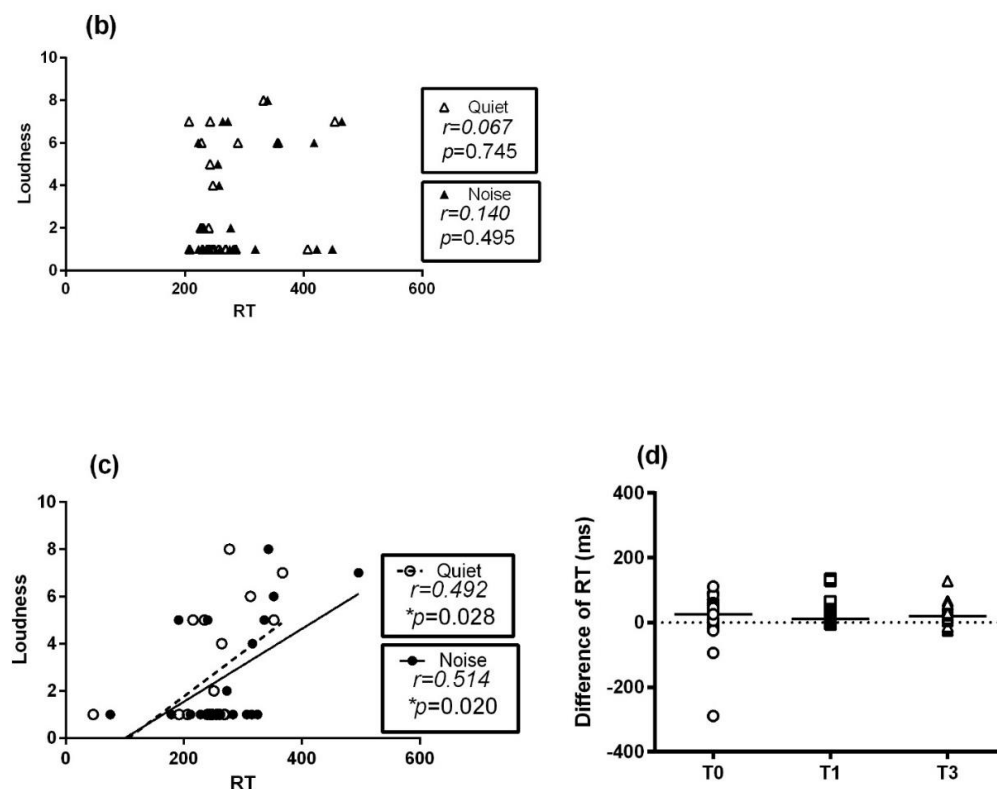 (b)
10
8
6
4
2
0
Loudness
0
200
400
600
RT
Quiet
r=0.067
p=0.745
Noise
r=0.140
p=0.495
(c)
10
8
6
4
2
0
Loudness
0
200
400
600
RT
Quiet
r=0.492
*p=0.028
Noise
r=0.514
*p=0.020
(d)
400
200
0
-200
-400
Difference of RT (ms)
T0
T1
T3